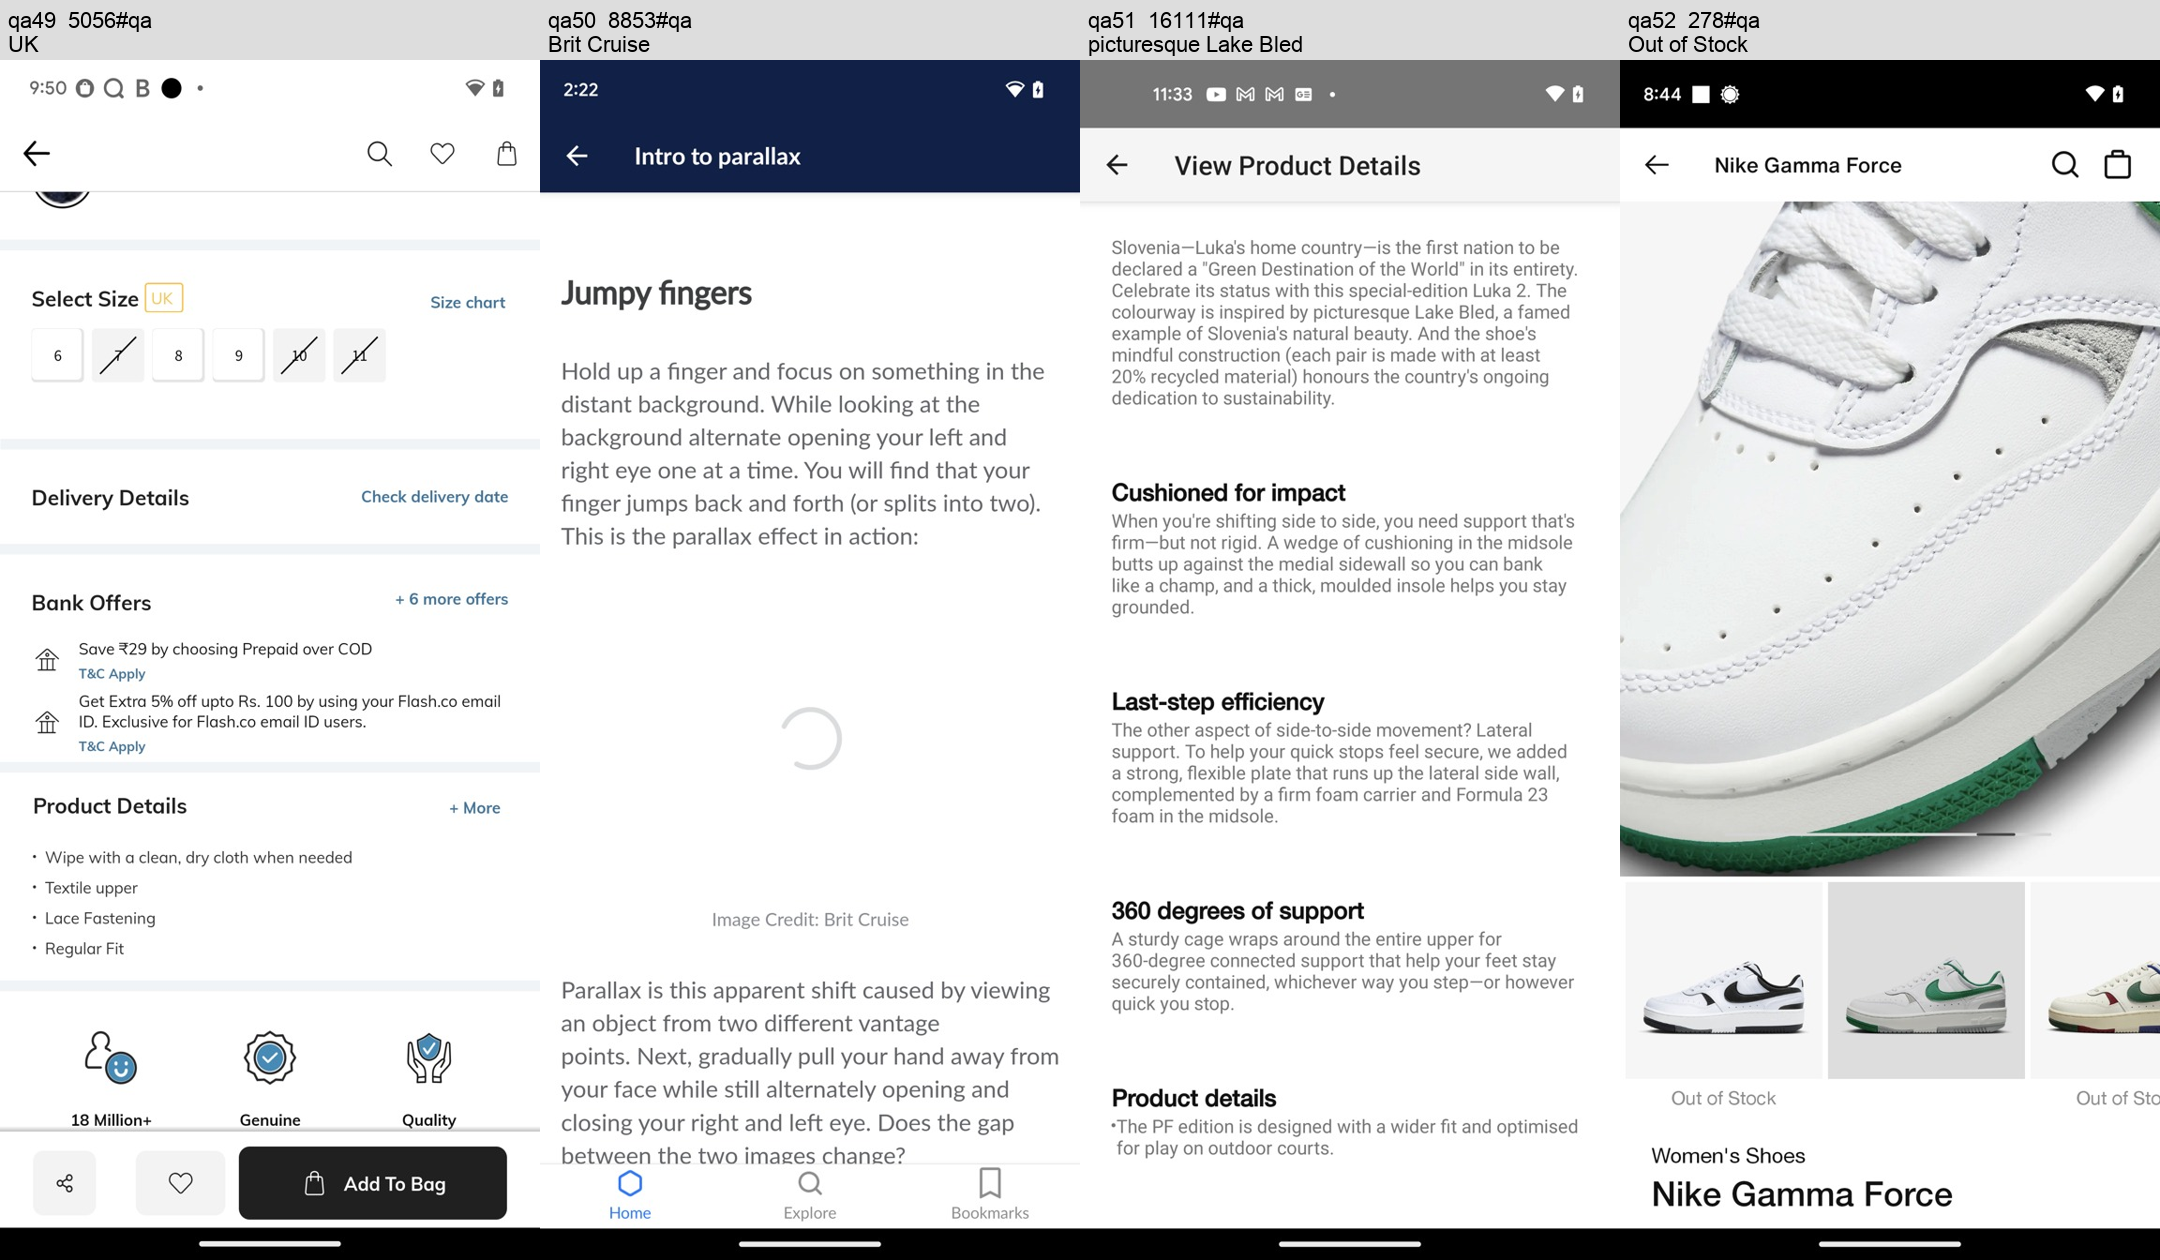 qa49 5056#qa
UK
9:50
B
Select Size UK
Size chart
6
7
8
9
10
11
Delivery Details
Check delivery date
Bank Offers
+ 6 more offers
Save ₹29 by choosing Prepaid over COD
T&C Apply
Get Extra 5% off upto Rs. 100 by using your Flash.co email
ID. Exclusive for Flash.co email ID users.
T&C Apply
Product Details
+ More
• Wipe with a clean, dry cloth when needed
• Textile upper
• Lace Fastening
• Regular Fit
18 Million+
Genuine
Quality
Add To Bag
qa50 8853#qa
Brit Cruise
2:22
Intro to parallax
Jumpy fingers
Hold up a finger and focus on something in the
distant background. While looking at the
background alternate opening your left and
right eye one at a time. You will find that your
finger jumps back and forth (or splits into two).
This is the parallax effect in action:
Image Credit: Brit Cruise
Parallax is this apparent shift caused by viewing
an object from two different vantage
points. Next, gradually pull your hand away from
your face while still alternately opening and
closing your right and left eye. Does the gap
between the two images change?
Home
Explore
Bookmarks
qa51 16111#qa
picturesque Lake Bled
11:33
View Product Details
Slovenia—Luka's home country—is the first nation to be
declared a "Green Destination of the World" in its entirety.
Celebrate its status with this special-edition Luka 2. The
colourway is inspired by picturesque Lake Bled, a famed
example of Slovenia's natural beauty. And the shoe's
mindful construction (each pair is made with at least
20% recycled material) honours the country's ongoing
dedication to sustainability.
Cushioned for impact
When you're shifting side to side, you need support that's
firm—but not rigid. A wedge of cushioning in the midsole
butts up against the medial sidewall so you can bank
like a champ, and a thick, moulded insole helps you stay
grounded.
Last-step efficiency
The other aspect of side-to-side movement? Lateral
support. To help your quick stops feel secure, we added
a strong, flexible plate that runs up the lateral side wall,
complemented by a firm foam carrier and Formula 23
foam in the midsole.
360 degrees of support
A sturdy cage wraps around the entire upper for
360-degree connected support that help your feet stay
securely contained, whichever way you step—or however
quick you stop.
Product details
•The PF edition is designed with a wider fit and optimised
for play on outdoor courts.
qa52 278#qa
Out of Stock
8:44
Nike Gamma Force
Out of Stock
Out of Sto
Women's Shoes
Nike Gamma Force